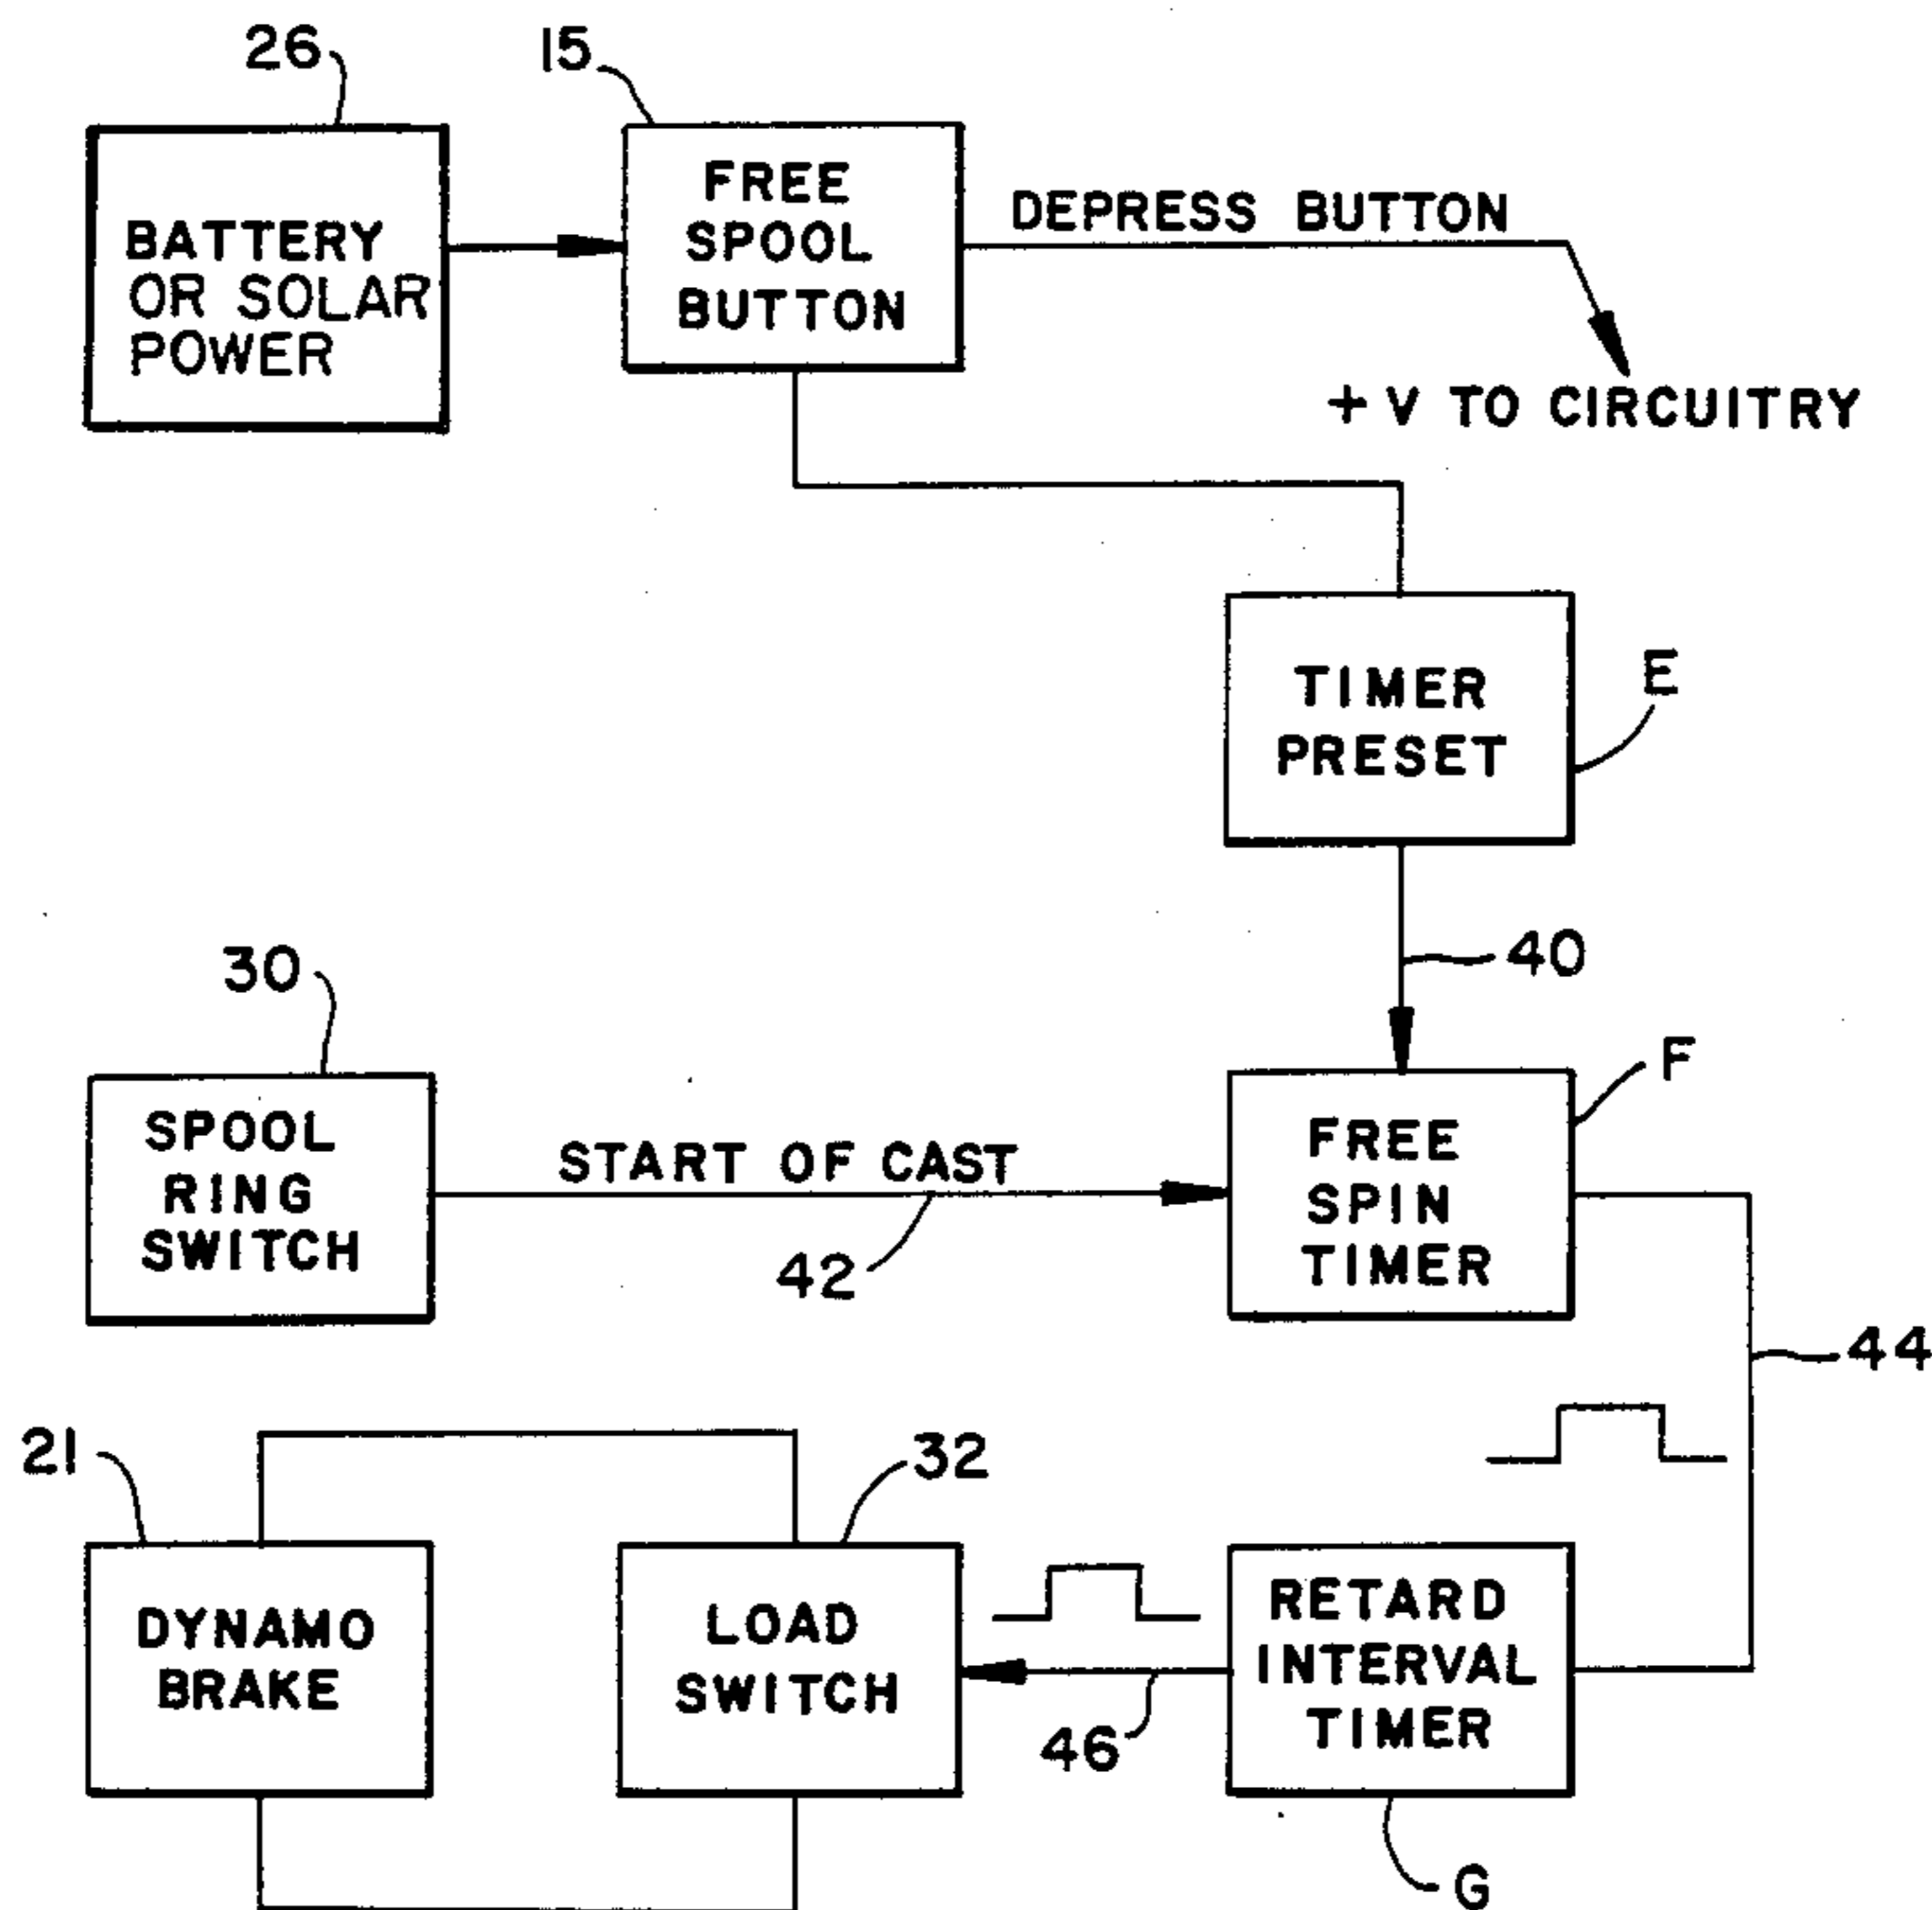 26
15
BATTERY
OR SOLAR
POWER
FREE
SPOOL
BUTTON
DEPRESS BUTTON
+ V TO CIRCUITRY
TIMER
PRESET
E
40
30
SPOOL
RING
SWITCH
START OF CAST
42
FREE
SPIN
TIMER
F
44
21
DYNAMO
BRAKE
32
LOAD
SWITCH
46
RETARD
INTERVAL
TIMER
G